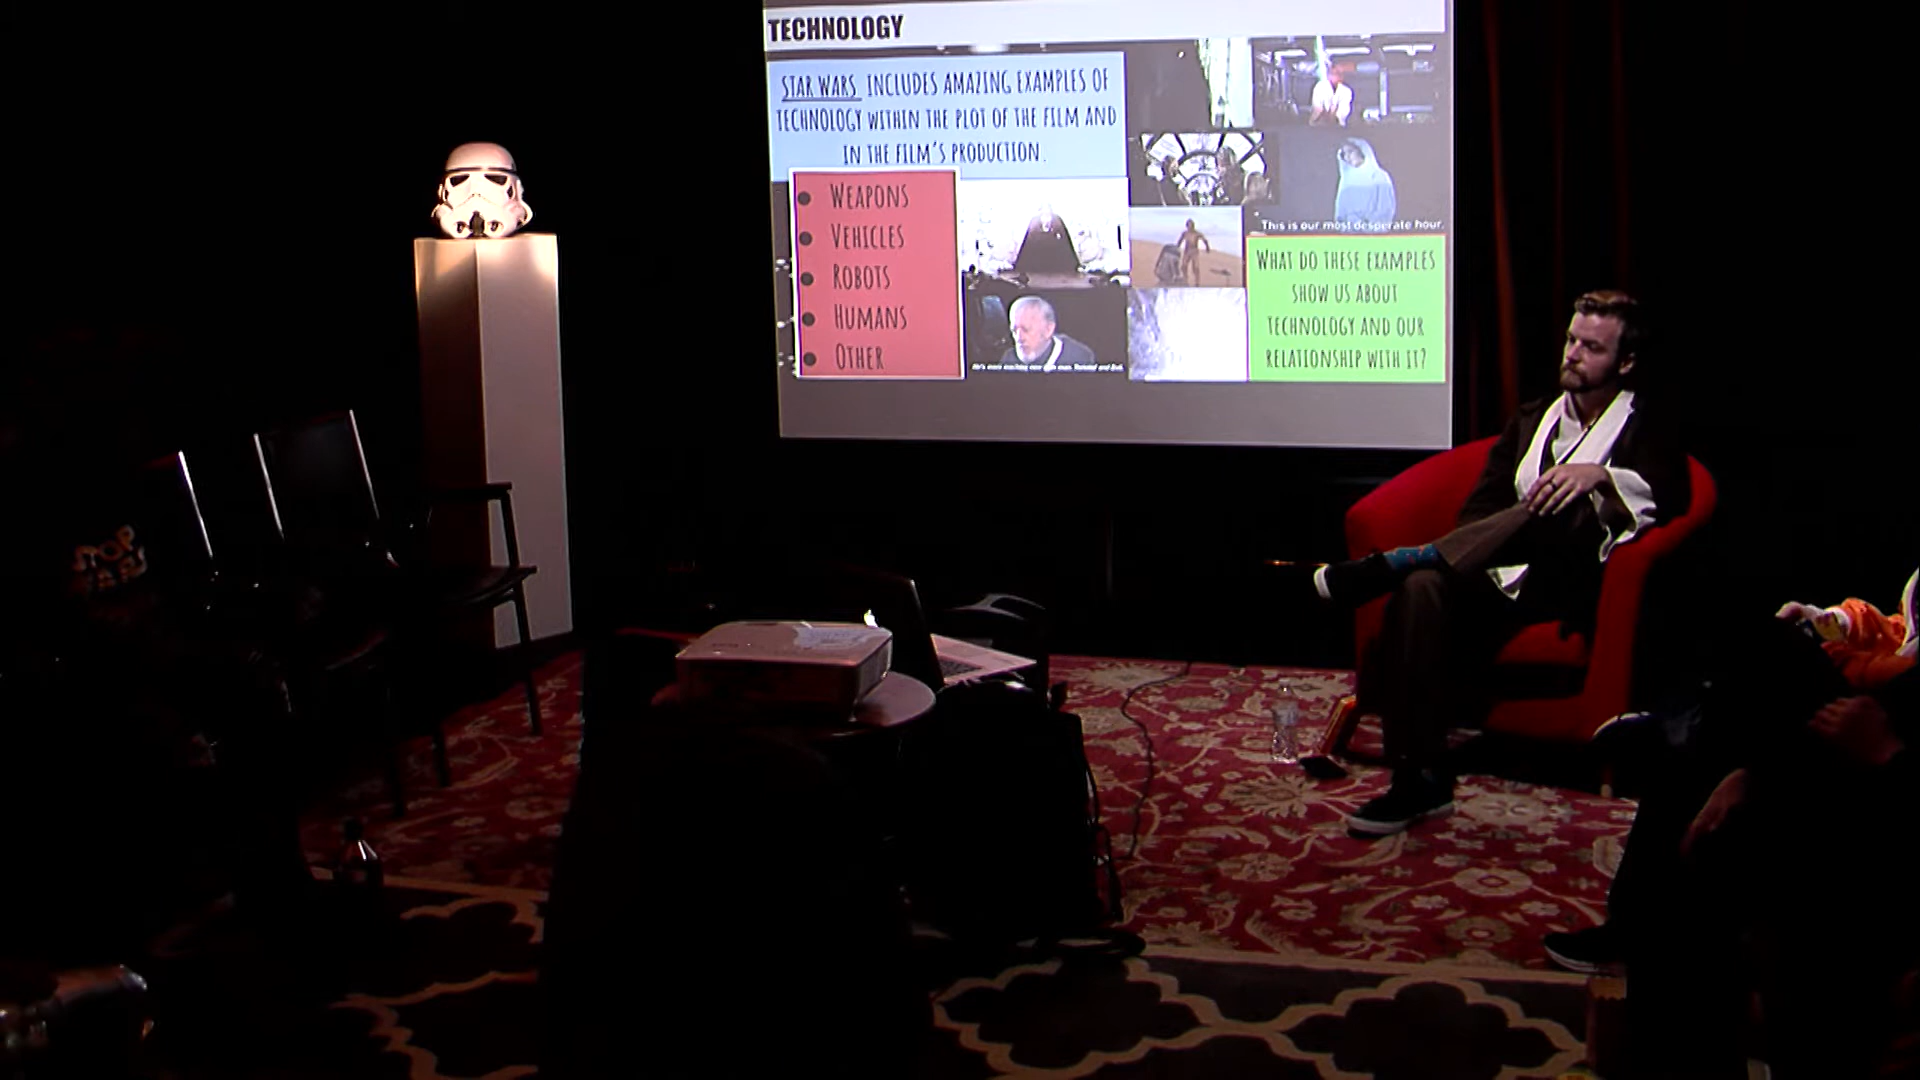 TECHNOLOGY
STAR WARS INCLUDES AMAZING EXAMPLES OF
TECHNOLOGY WITHIN THE PLOT OF THE FILM AND
IN THE FILM'S PRODUCTION.
WEAPONS
VEHICLES
ROBOTS
HUMANS
OTHER
This is our most desperate hour.
WHAT DO THESE EXAMPLES
SHOW US ABOUT
TECHNOLOGY AND OUR
RELATIONSHIP WITH IT?